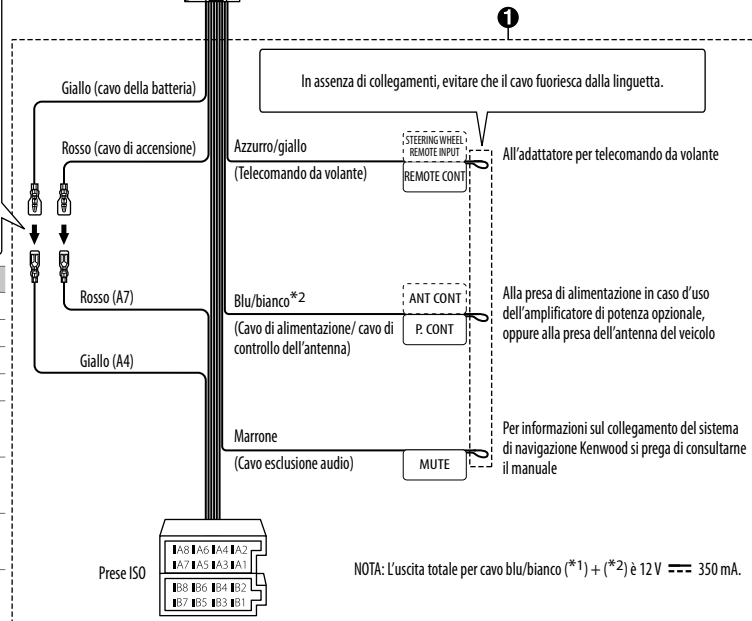 ❶
In assenza di collegamenti, evitare che il cavo fuoriesca dalla linguetta.
Giallo (cavo della batteria)
Rosso (cavo di accensione)
Azzurro/giallo
(Telecomando da volante)
STEERING WHEEL
REMOTE INPUT
REMOTE CONT
All'adattatore per telecomando da volante
Rosso (A7)
Giallo (A4)
Blu/bianco*2
(Cavo di alimentazione/ cavo di
controllo dell'antenna)
ANT CONT
P. CONT
Alla presa di alimentazione in caso d'uso
dell'amplificatore di potenza opzionale,
oppure alla presa dell'antenna del veicolo
Marrone
(Cavo esclusione audio)
MUTE
Per informazioni sul collegamento del sistema
di navigazione Kenwood si prega di consultarne
il manuale
Prese ISO
A8 A6 A4 A2
A7 A5 A3 A1
B8 B6 B4 B2
B7 B5 B3 B1
NOTA: L'uscita totale per cavo blu/bianco (*1) + (*2) è 12 V ⎓ 350 mA.